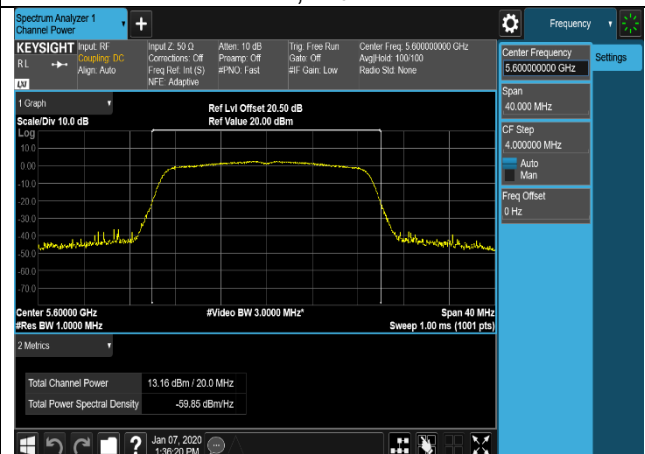 Spectrum Analyzer 1
Channel Power
Frequency
KEYSIGHT
RL
LXI
Input: RF
Coupling: DC
Align: Auto
Input Z: 50 Ω
Corrections: Off
Freq Ref: Int (S)
NFE: Adaptive
Atten: 10 dB
Preamp: Off
#PNO: Fast
Trig: Free Run
Gate: Off
#IF Gain: Low
Center Freq: 5.600000000 GHz
Avg|Hold: 100/100
Radio Std: None
Center Frequency
5.600000000 GHz
Settings
Span
40.000 MHz
CF Step
4.000000 MHz
Auto
Man
Freq Offset
0 Hz
1 Graph
Scale/Div 10.0 dB
Ref Lvl Offset 20.50 dB
Ref Value 20.00 dBm
Log
10.0
0.00
-10.0
-20.0
-30.0
-40.0
-50.0
-60.0
-70.0
Center 5.60000 GHz
#Video BW 3.0000 MHz*
Span 40 MHz
#Res BW 1.0000 MHz
Sweep 1.00 ms (1001 pts)
2 Metrics
Total Channel Power 13.16 dBm / 20.0 MHz
Total Power Spectral Density -59.85 dBm/Hz
?
Jan 07, 2020
1:36:20 PM